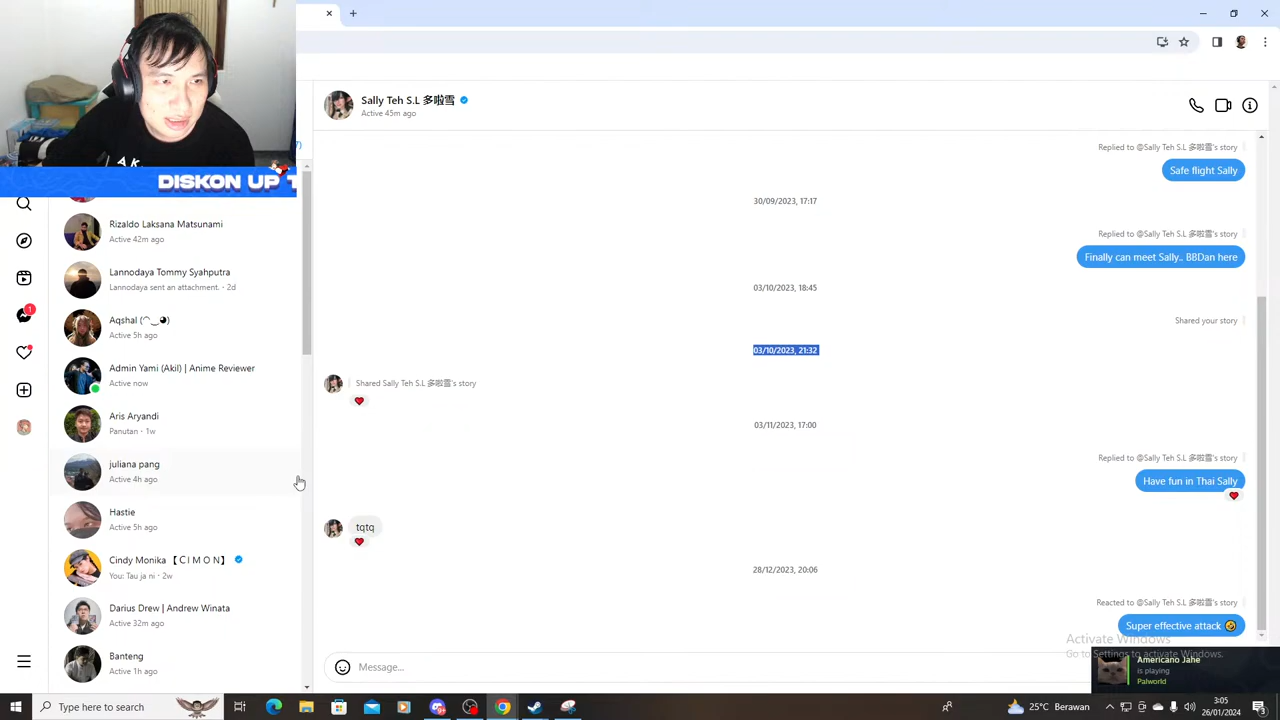 Sally Teh S.L 多啦雪
Active 45m ago
AK.
7)
DISKON UP T
Replied to @Sally Teh S.L 多啦雪's story
Safe flight Sally
30/09/2023, 17:17
Rizaldo Laksana Matsunami
Active 42m ago
Replied to @Sally Teh S.L 多啦雪's story
Finally can meet Sally.. BBDan here
Lannodaya Tommy Syahputra
Lannodaya sent an attachment. · 2d
03/10/2023, 18:45
1
Aqshal (◠‿◕)
Active 5h ago
Shared your story
03/10/2023, 21:32
Admin Yami (Akil) | Anime Reviewer
Active now
Shared Sally Teh S.L 多啦雪's story
Aris Aryandi
Panutan · 1w
03/11/2023, 17:00
juliana pang
Active 4h ago
Replied to @Sally Teh S.L 多啦雪's story
Have fun in Thai Sally
Hastie
Active 5h ago
tqtq
Cindy Monika 【C I M O N】
You: Tau ja ni · 2w
28/12/2023, 20:06
Darius Drew | Andrew Winata
Active 32m ago
Reacted to @Sally Teh S.L 多啦雪's story
Super effective attack 🤣
Banteng
Active 1h ago
Message...
Activate Windows
Go to Settings to activate Windows.
Americano Jahe
is playing
Palworld
Type here to search
25°C Berawan
3:05
26/01/2024